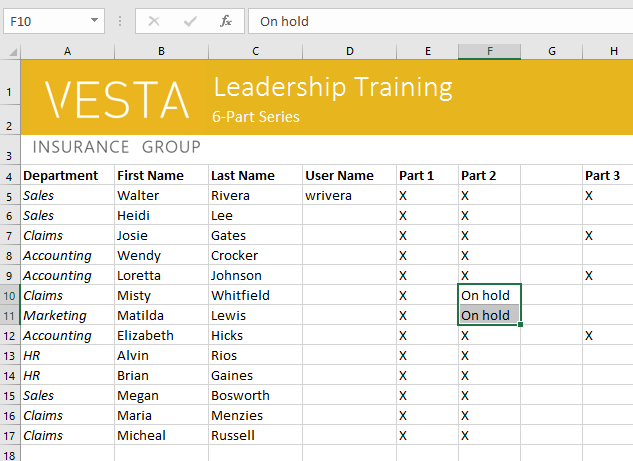 F10 On hold
A B C D E F G H
1 VESTA Leadership Training
2 6-Part Series
3 INSURANCE GROUP
4 Department First Name Last Name User Name Part 1 Part 2 Part 3
5 Sales Walter Rivera wrivera X X X
6 Sales Heidi Lee X X
7 Claims Josie Gates X X X
8 Accounting Wendy Crocker X X
9 Accounting Loretta Johnson X X X
10 Claims Misty Whitfield X On hold
11 Marketing Matilda Lewis X On hold
12 Accounting Elizabeth Hicks X X X
13 HR Alvin Rios X X
14 HR Brian Gaines X X
15 Sales Megan Bosworth X X
16 Claims Maria Menzies X X
17 Claims Micheal Russell X X
18